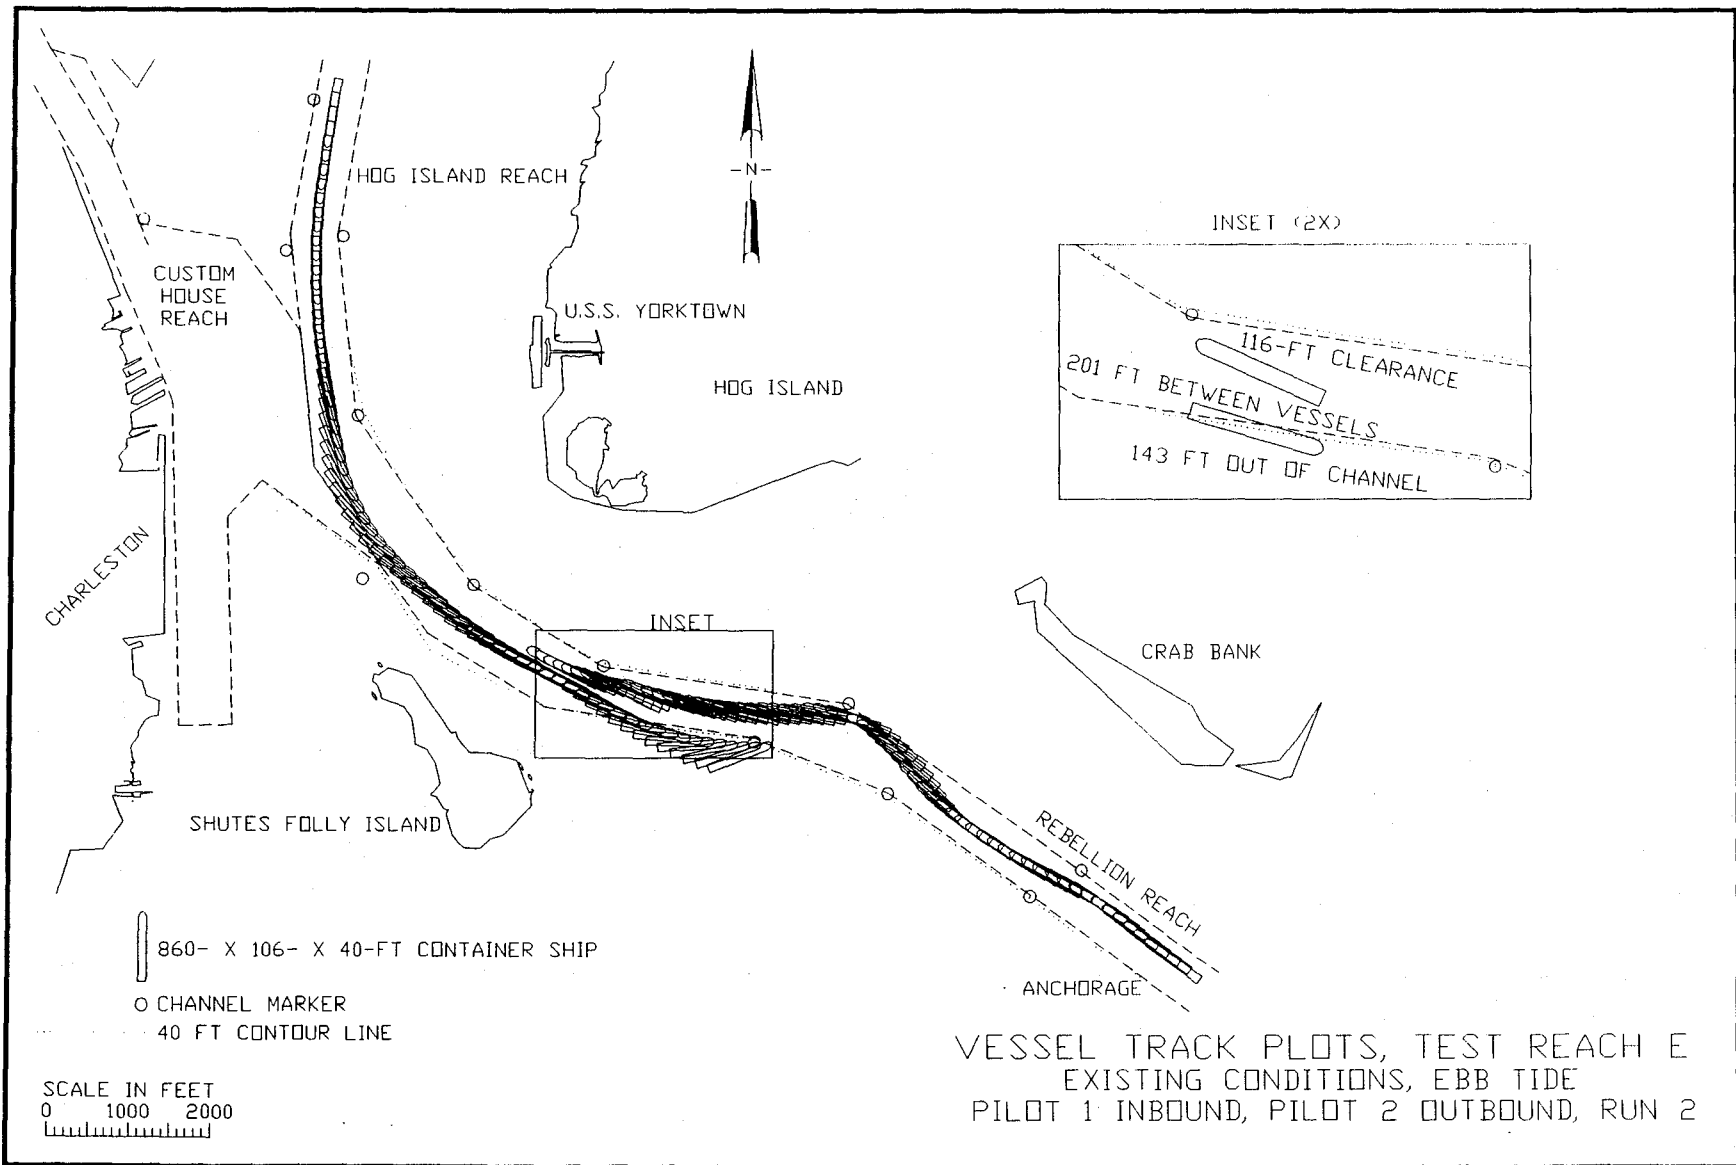 HOG ISLAND REACH
-N-
INSET (2X)
CUSTOM
HOUSE
REACH
U.S.S. YORKTOWN
116-FT CLEARANCE
201 FT BETWEEN VESSELS
143 FT OUT OF CHANNEL
HOG ISLAND
CHARLESTON
INSET
CRAB BANK
SHUTES FOLLY ISLAND
REBELLION REACH
860- X 106- X 40-FT CONTAINER SHIP
ANCHORAGE
CHANNEL MARKER
40 FT CONTOUR LINE
VESSEL TRACK PLOTS, TEST REACH E
EXISTING CONDITIONS, EBB TIDE
PILOT 1 INBOUND, PILOT 2 OUTBOUND, RUN 2
SCALE IN FEET
0 1000 2000